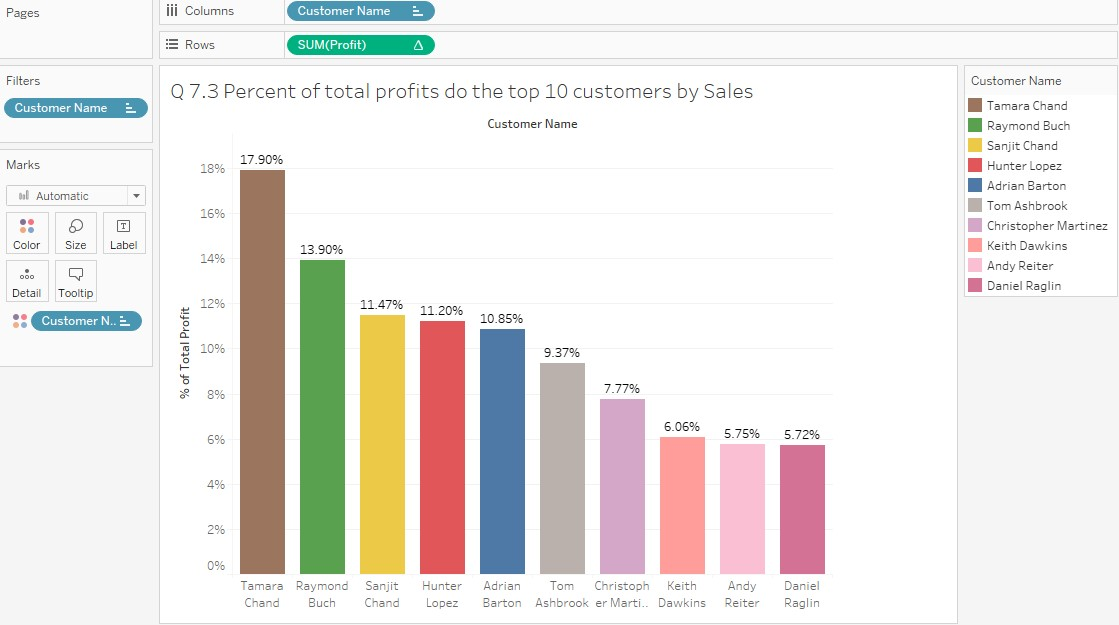 Pages
Columns
Customer Name
Rows
SUM(Profit)
Filters
Customer Name
Marks
Automatic
Color
Size
Label
Detail
Tooltip
Customer N..
Q 7.3 Percent of total profits do the top 10 customers by Sales
Customer Name
% of Total Profit
18%
16%
14%
12%
10%
8%
6%
4%
2%
0%
17.90%
13.90%
11.47%
11.20%
10.85%
9.37%
7.77%
6.06%
5.75%
5.72%
Tamara
Chand
Raymond
Buch
Sanjit
Chand
Hunter
Lopez
Adrian
Barton
Tom
Ashbrook
Christoph
er Marti..
Keith
Dawkins
Andy
Reiter
Daniel
Raglin
Customer Name
Tamara Chand
Raymond Buch
Sanjit Chand
Hunter Lopez
Adrian Barton
Tom Ashbrook
Christopher Martinez
Keith Dawkins
Andy Reiter
Daniel Raglin